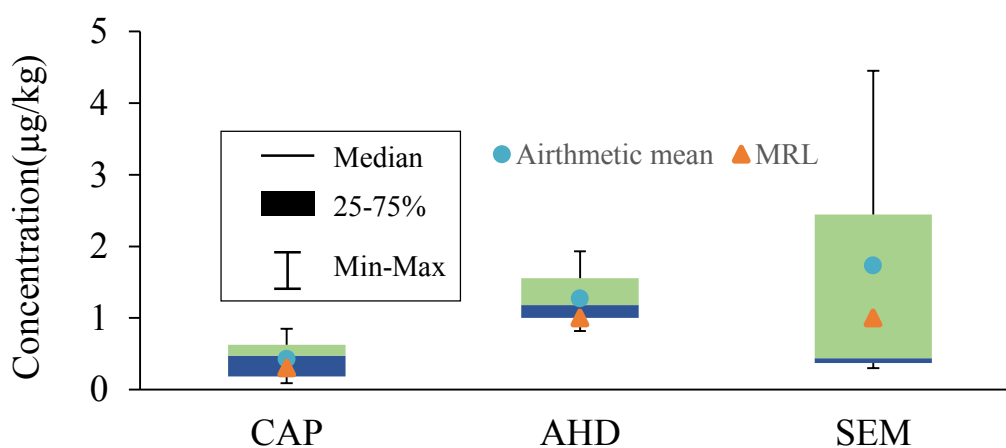 Concentration(µg/kg)
5
4
3
2
1
0
Median
25-75%
Min-Max
Airthmetic mean
MRL
CAP
AHD
SEM